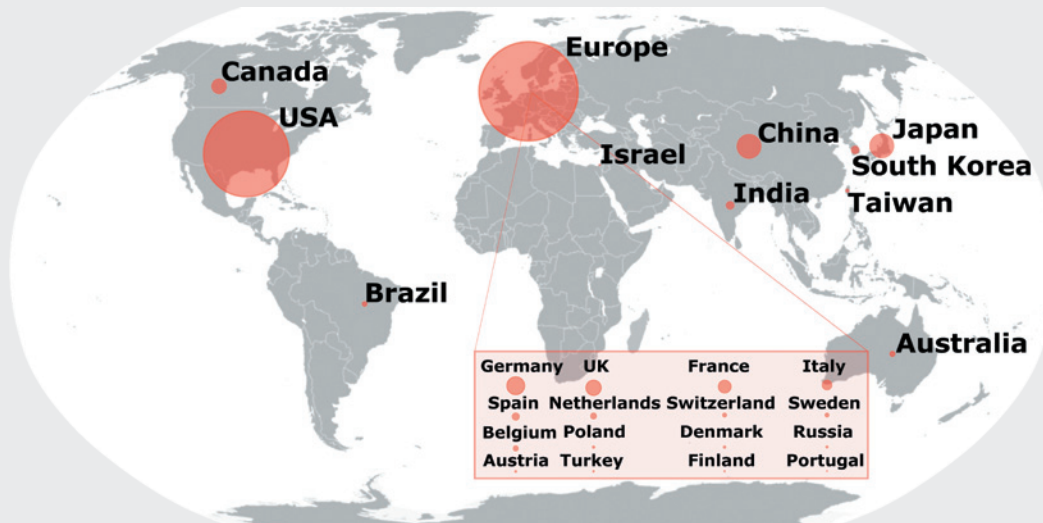 Europe
Canada
USA
China
Japan
Israel
South Korea
India
Taiwan
Brazil
Australia
Germany UK France Italy
Spain Netherlands Switzerland Sweden
Belgium Poland Denmark Russia
Austria Turkey Finland Portugal